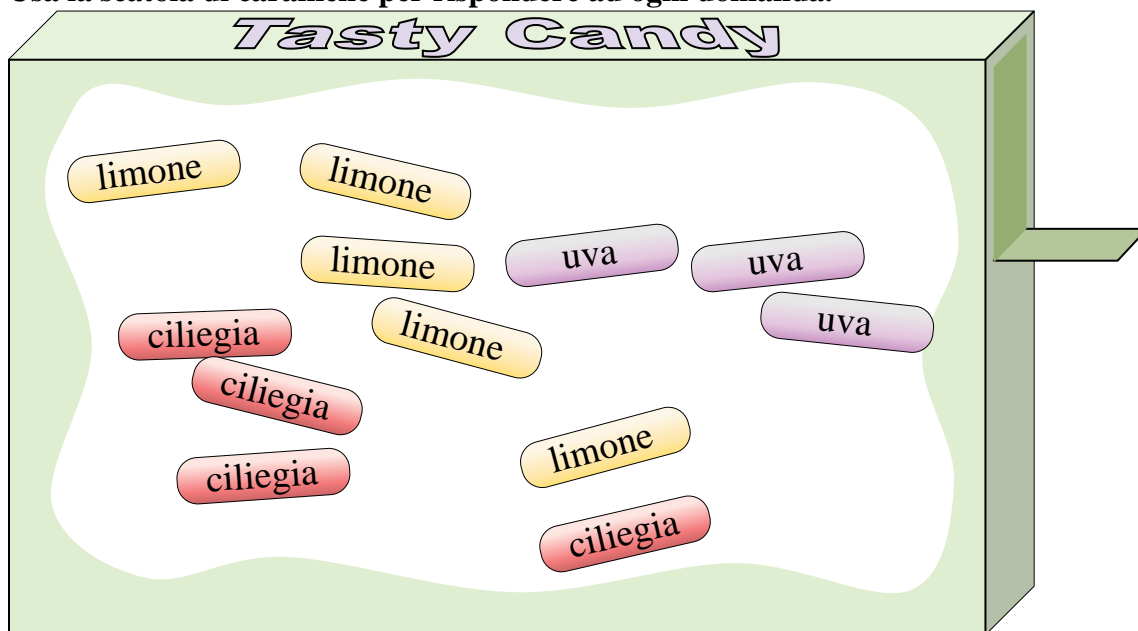 Usa la scatola di caramelle per rispondere ad ogni domanda.
Tasty Candy
limone
limone
limone
uva
uva
uva
ciliegia
limone
ciliegia
limone
ciliegia
ciliegia